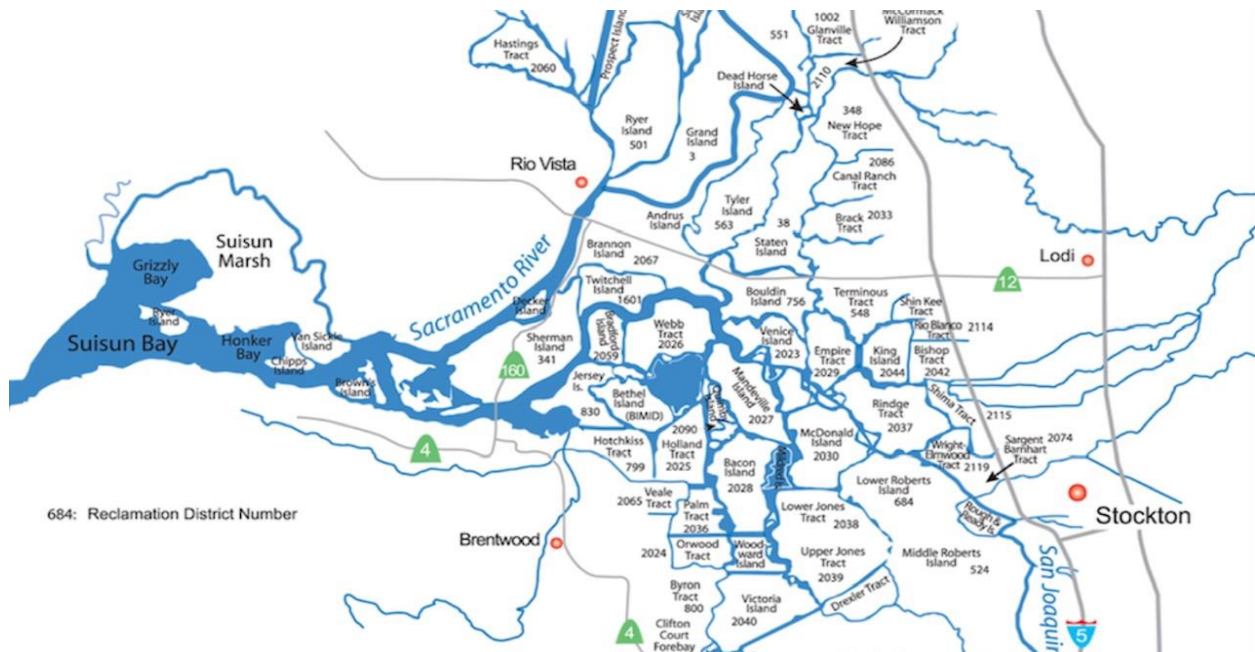 Hastings
Tract
2060
Prospect Island
551
1002
Glanville
Tract
McCormack
Williamson
Tract
Dead Horse
Island
2110
Ryer
Island
501
Grand
Island
3
348
New Hope
Tract
2086
Canal Ranch
Tract
Rio Vista
Tyler
Island
563
Andrus
Island
38
Staten
Island
Brack
Tract
2033
Suisun
Marsh
Grizzly
Bay
Ryer
Island
Suisun Bay
Honker
Bay
Van Sickle
Island
Chipps
Island
Brown's
Island
Sacramento River
Decker
Island
Brannon
Island
2067
Twitchell
Island
1601
Lodi
12
Sherman
Island
341
160
Bradford
Island
2059
Webb
Tract
2026
Bouldin
Island 756
Venice
Island
2023
Terminous
Tract
548
Shin Kee
Tract
Rio Blanco
Tract
2114
Empire
Tract
2029
King
Island
2044
Bishop
Tract
2042
Jersey
Is.
830
Bethel
Island
(BIMID)
2090
Quimby
Island
Mandeville
Island
2027
Rindge
Tract
2037
Shima Tract
2115
4
Hotchkiss
Tract
799
Holland
Tract
2025
McDonald
Island
2030
Wright-
Elmwood
Tract 2119
Sargent
Barnhart
Tract
2074
Bacon
Island
2028
Mildred Is.
Lower Roberts
Island
684
Veale
Tract
2065
Palm
Tract
2036
Lower Jones
Tract
2038
Rough &
Ready Is.
Stockton
684: Reclamation District Number
Brentwood
2024
Orwood
Tract
Wood-
ward
Island
Upper Jones
Tract
2039
Middle Roberts
Island
524
Byron
Tract
800
Victoria
Island
2040
Drexler Tract
Clifton
Court
Forebay
4
San Joaquin
5